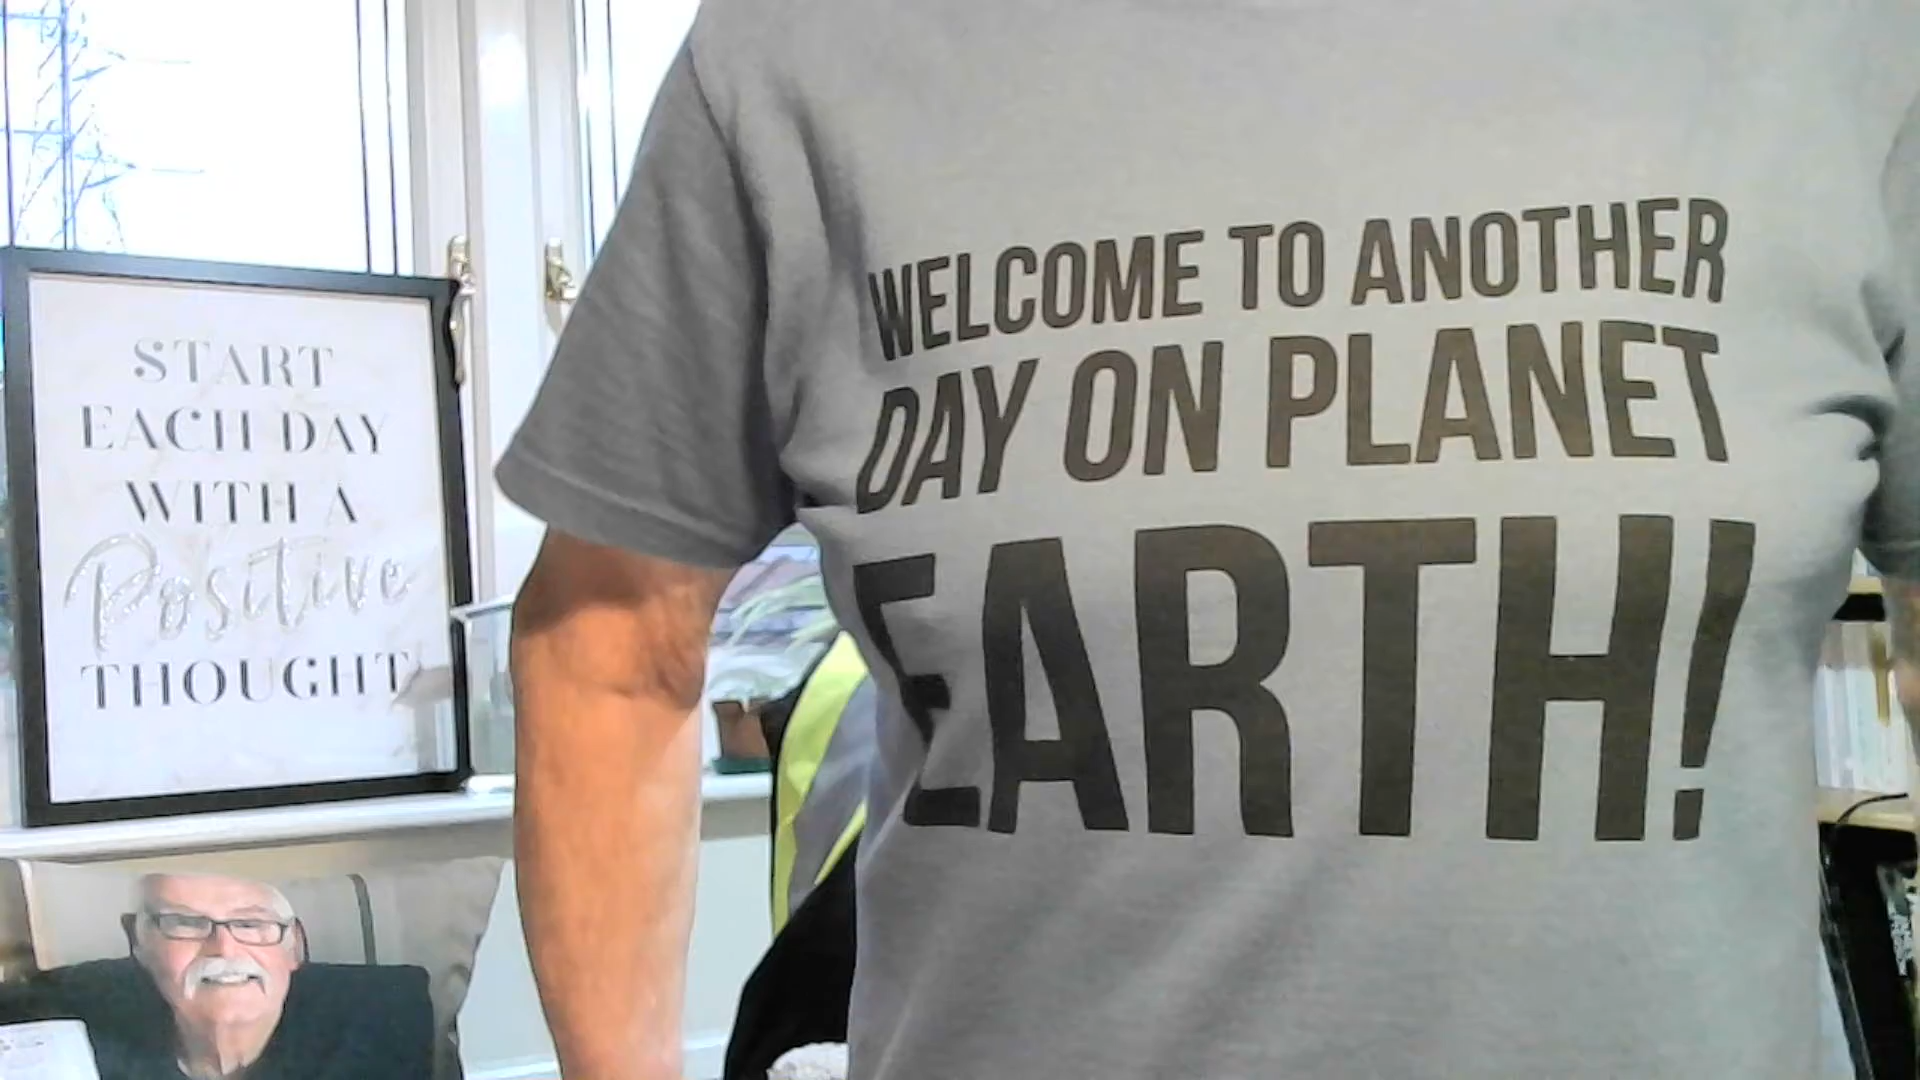 START
EACH DAY
WITH A
Positive
THOUGHT
WELCOME TO ANOTHER
DAY ON PLANET
EARTH!